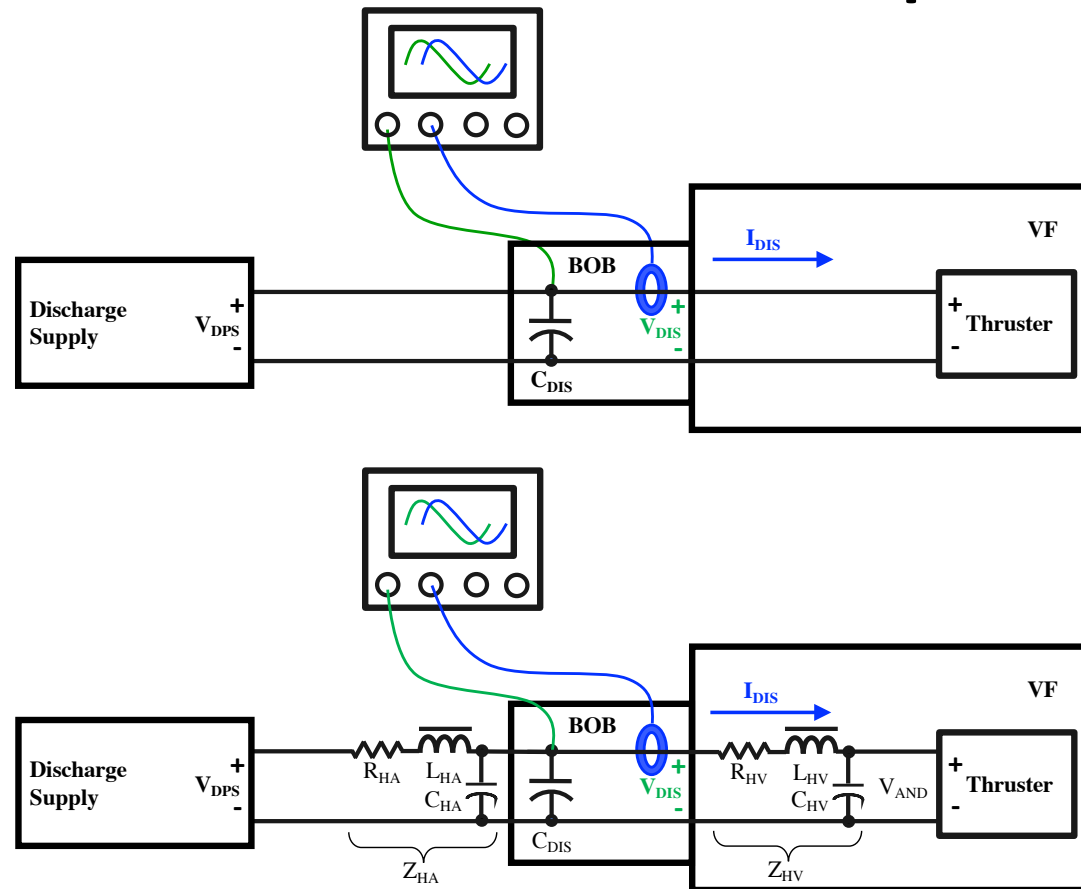 VF
I_DIS
BOB
Discharge
Supply
V_DPS
+
-
+
V_DIS
-
+
-
Thruster
C_DIS
VF
I_DIS
BOB
Discharge
Supply
V_DPS
+
-
R_HA
L_HA
C_HA
+
V_DIS
-
R_HV
L_HV
C_HV
V_AND
+
-
Thruster
C_DIS
Z_HA
Z_HV